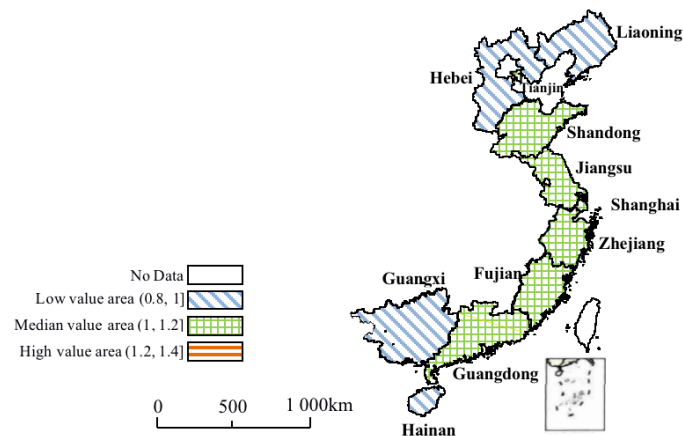 Liaoning
Hebei
Tianjin
Shandong
Jiangsu
Shanghai
Zhejiang
Fujian
Guangxi
Guangdong
Hainan
No Data
Low value area (0.8, 1]
Median value area (1, 1.2]
High value area (1.2, 1.4]
0 500 1 000km